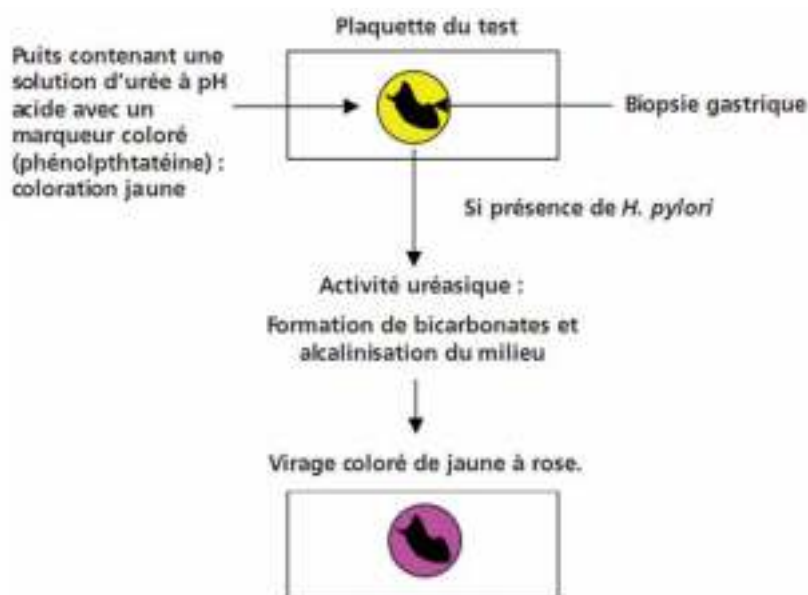 Plaquette du test
Puits contenant une
solution d'urée à pH
acide avec un
marqueur coloré
(phénolpthtatéine) :
coloration jaune
Biopsie gastrique
Si présence de H. pylori
Activité uréasique :
Formation de bicarbonates et
alcalinisation du milieu
Virage coloré de jaune à rose.